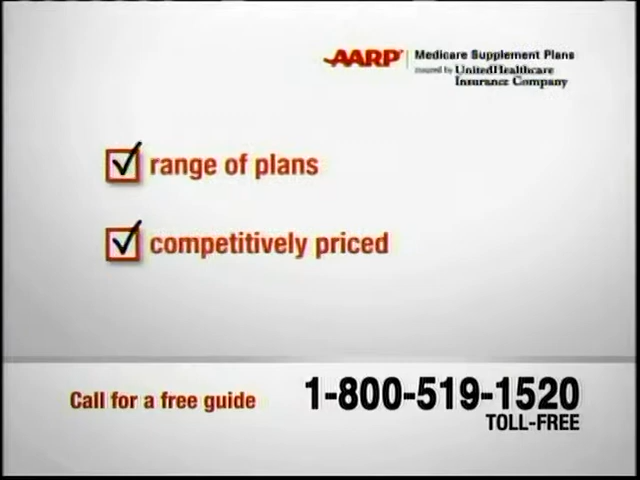 AARP
Medicare Supplement Plans
insured by UnitedHealthcare
Insurance Company
range of plans
competitively priced
Call for a free guide
1-800-519-1520
TOLL-FREE